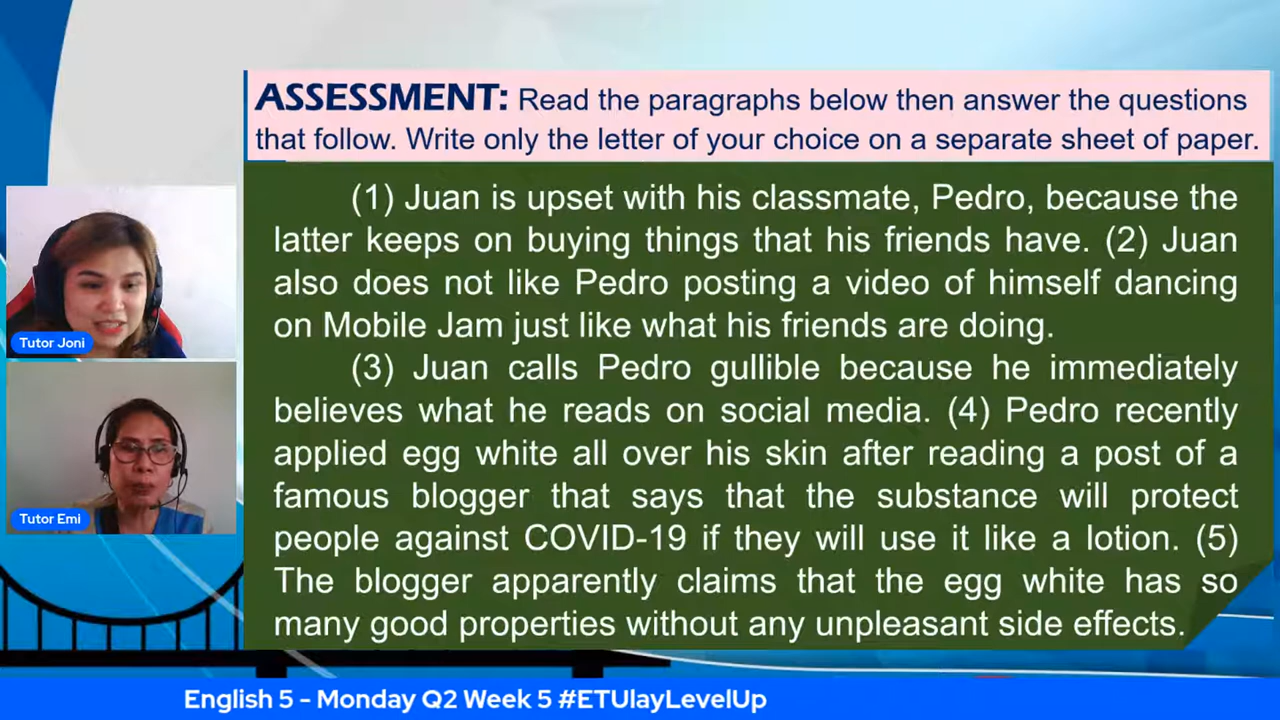 ASSESSMENT: Read the paragraphs below then answer the questions
that follow. Write only the letter of your choice on a separate sheet of paper.
(1) Juan is upset with his classmate, Pedro, because the
latter keeps on buying things that his friends have. (2) Juan
also does not like Pedro posting a video of himself dancing
on Mobile Jam just like what his friends are doing.
(3) Juan calls Pedro gullible because he immediately
believes what he reads on social media. (4) Pedro recently
applied egg white all over his skin after reading a post of a
famous blogger that says that the substance will protect
people against COVID-19 if they will use it like a lotion. (5)
The blogger apparently claims that the egg white has so
many good properties without any unpleasant side effects.
Tutor Joni
Tutor Emi
English 5 - Monday Q2 Week 5 #ETUlayLevelUp